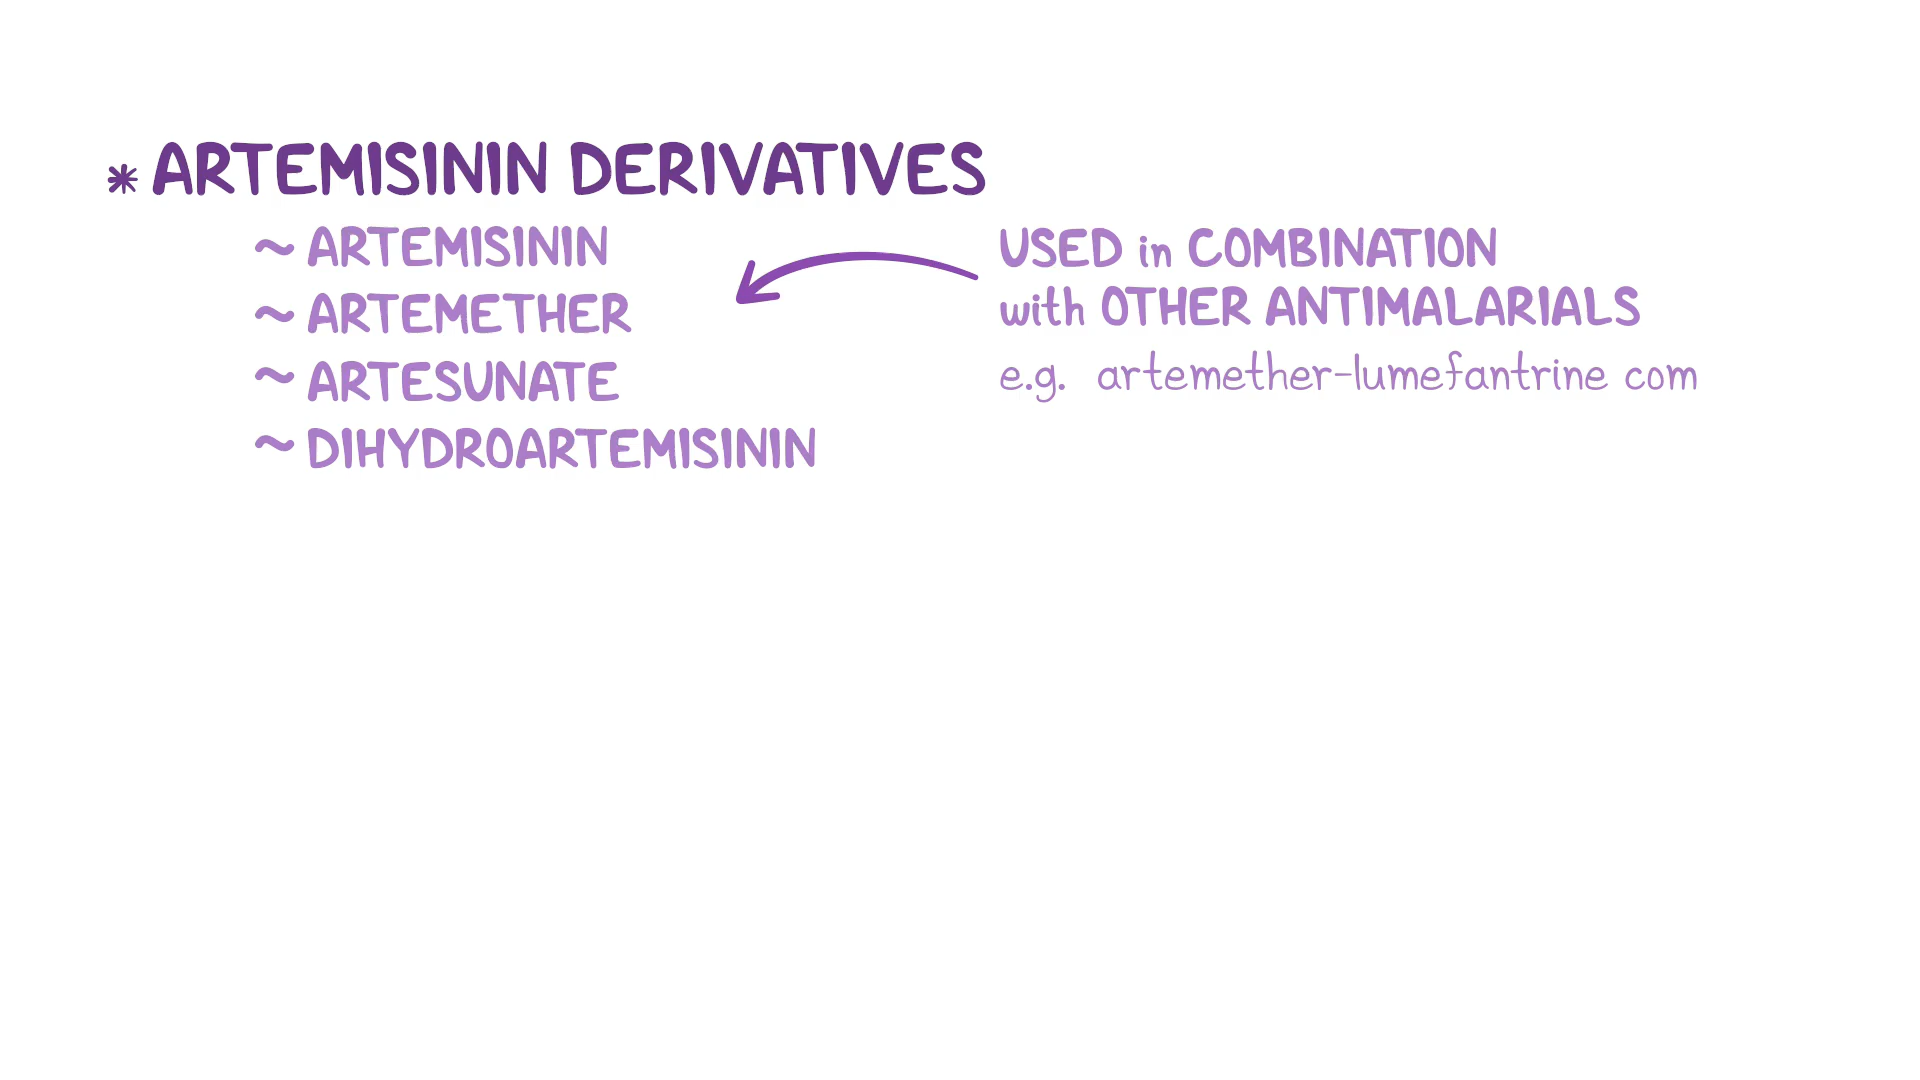 * ARTEMISININ DERIVATIVES
~ ARTEMISININ
~ ARTEMETHER
~ ARTESUNATE
~ DIHYDROARTEMISININ
USED in COMBINATION
with OTHER ANTIMALARIALS
e.g. artemether-lumefantrine com